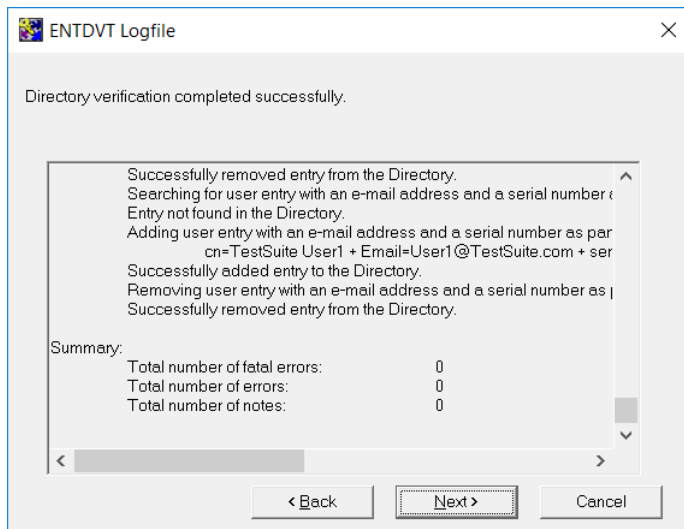 ENTDVT Logfile
Directory verification completed successfully.
Successfully removed entry from the Directory.
Searching for user entry with an e-mail address and a serial number
Entry not found in the Directory.
Adding user entry with an e-mail address and a serial number as par
cn=TestSuite User1 + Email=User1@TestSuite.com + ser
Successfully added entry to the Directory.
Removing user entry with an e-mail address and a serial number as
Successfully removed entry from the Directory.
Summary:
Total number of fatal errors: 0
Total number of errors: 0
Total number of notes: 0
< Back Next > Cancel